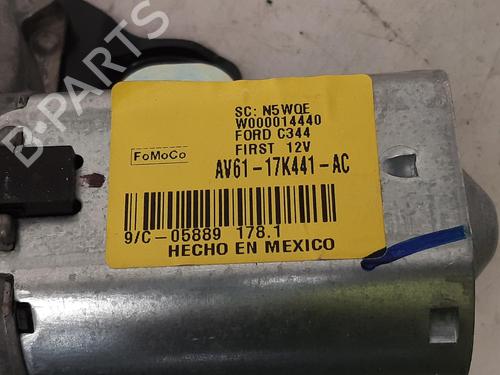 SC: N5WQE
W000014440
FORD C344
FIRST 12V
FoMoCo
AV61-17K441-AC
9/C-05889 178.1
HECHO EN MEXICO
B-PARTS